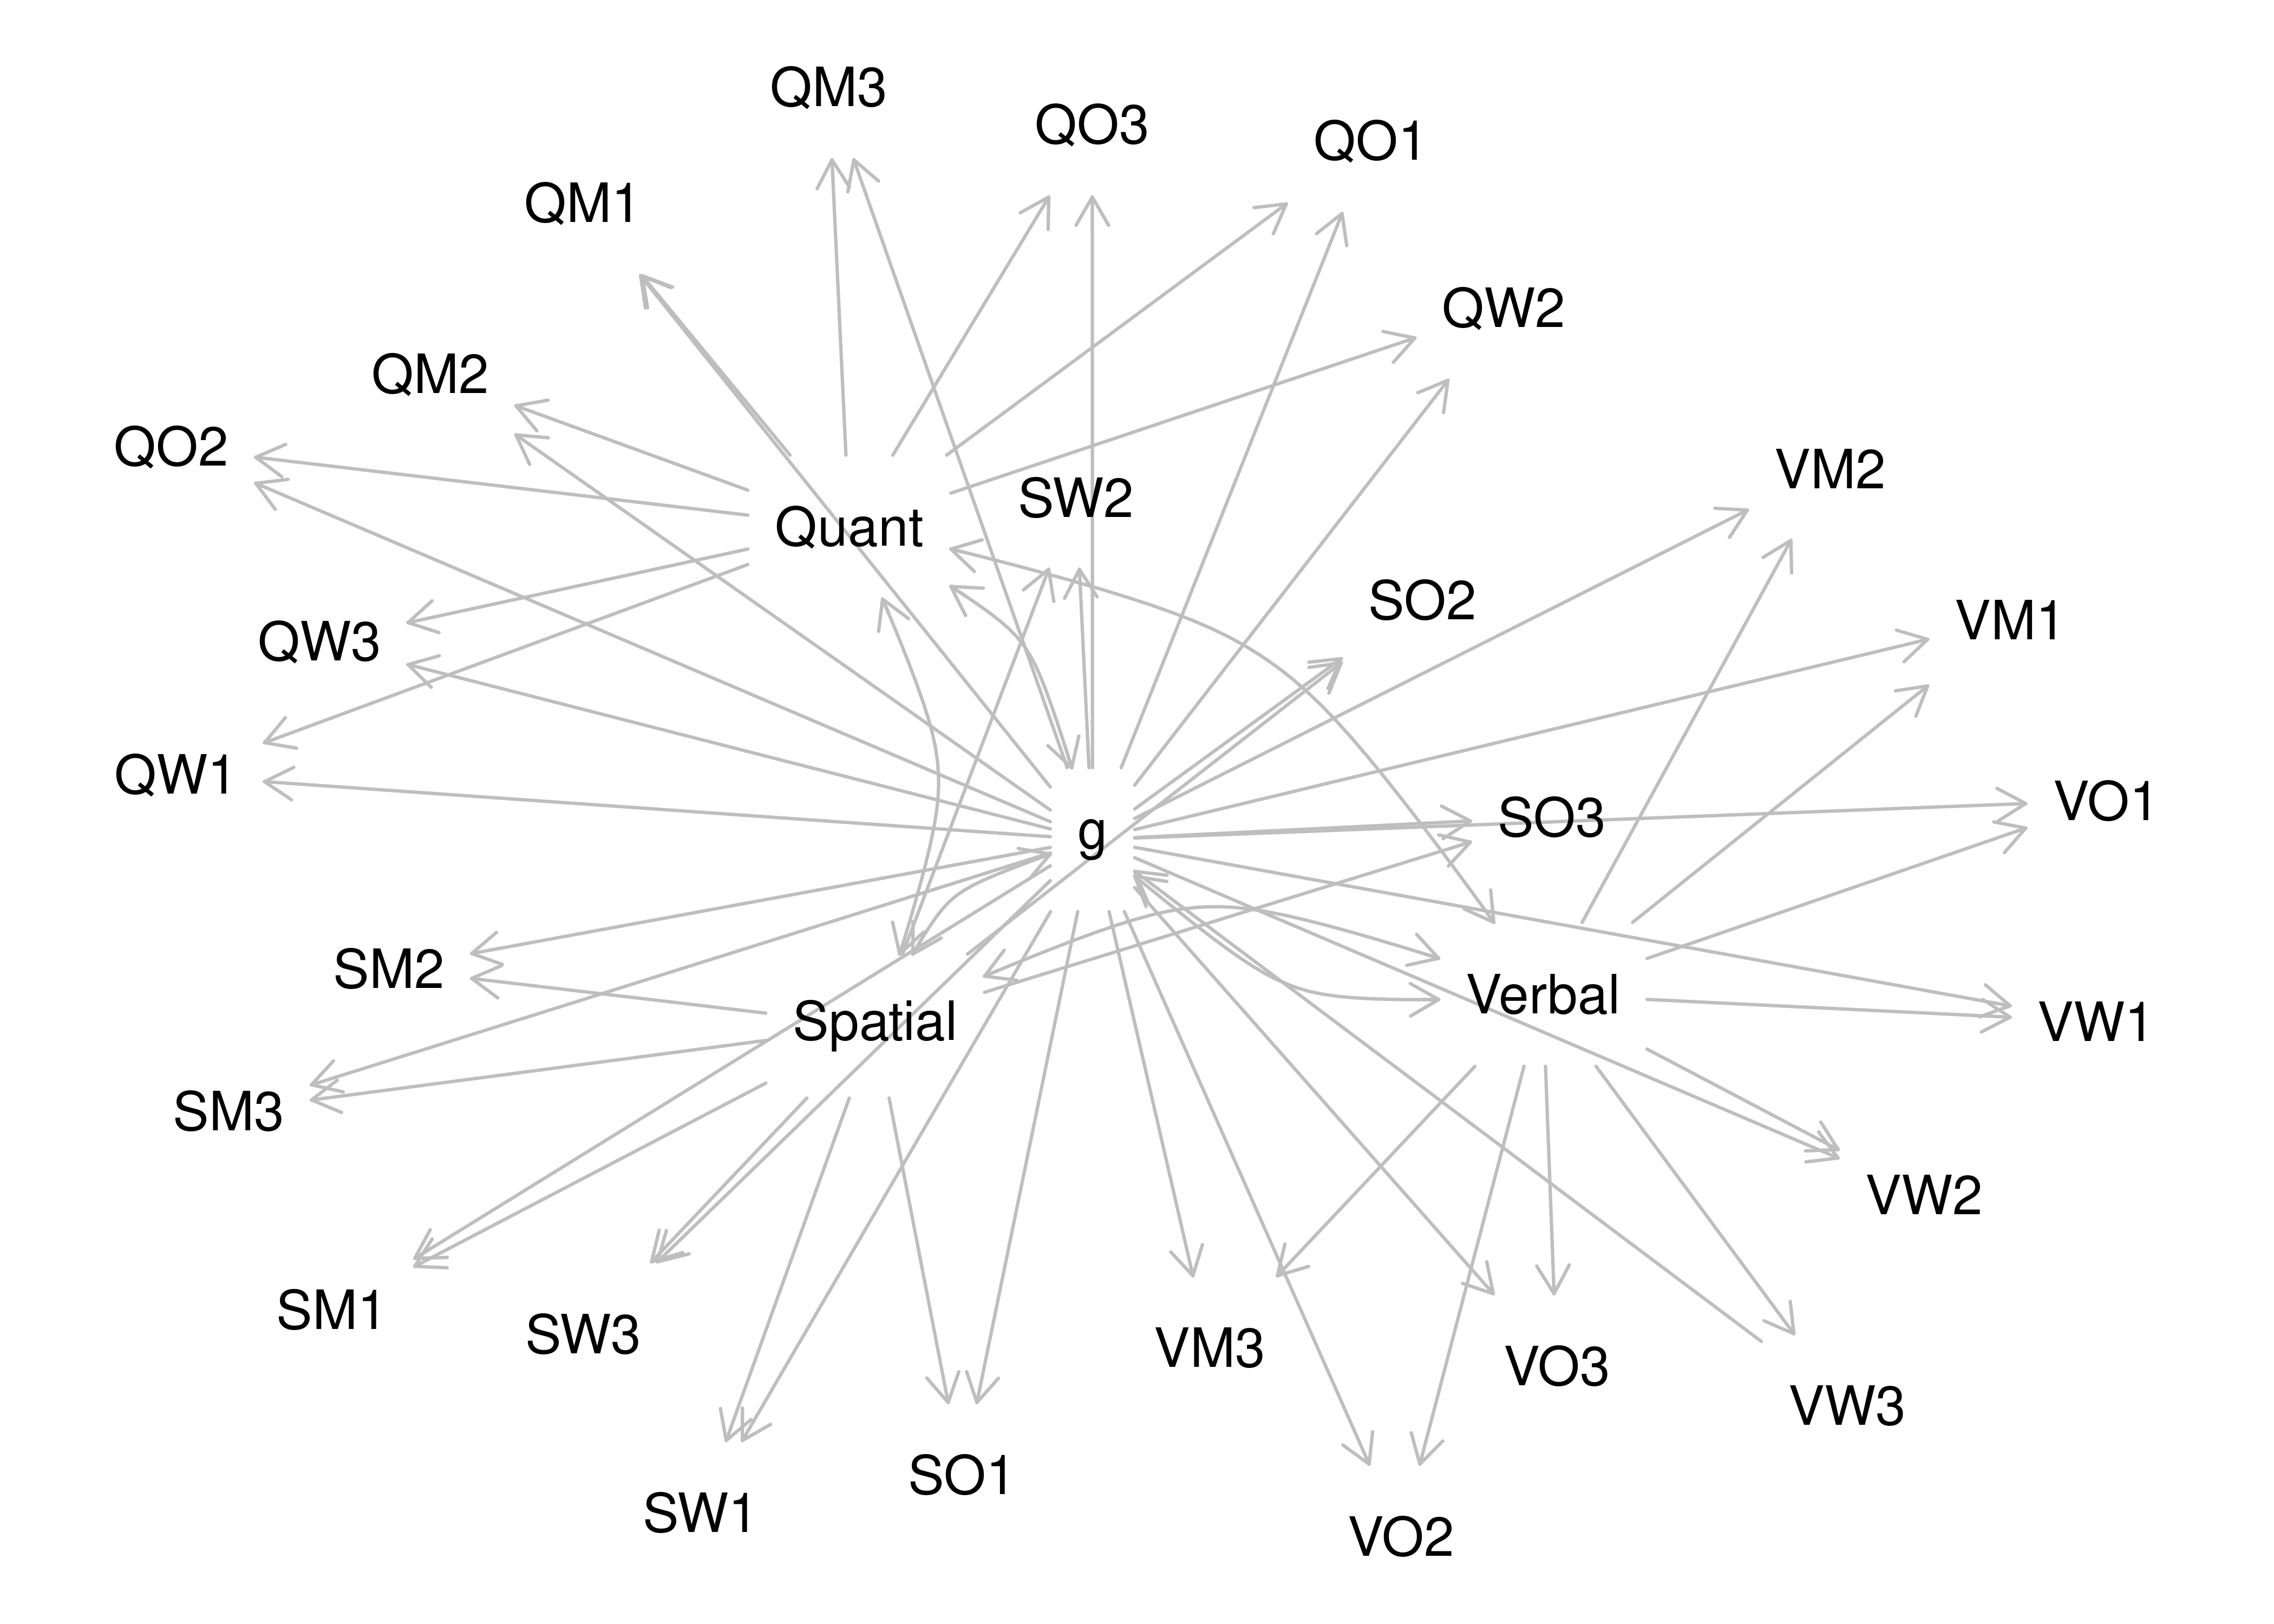 QM3
QO3
QO1
QM1
QW2
QM2
QO2
VM2
SW2
Quant
SO2
VM1
QW3
QW1
VO1
SO3
g
SM2
Verbal
Spatial
VW1
SM3
VW2
SM1
SW3
VM3
VO3
VW3
SO1
SW1
VO2